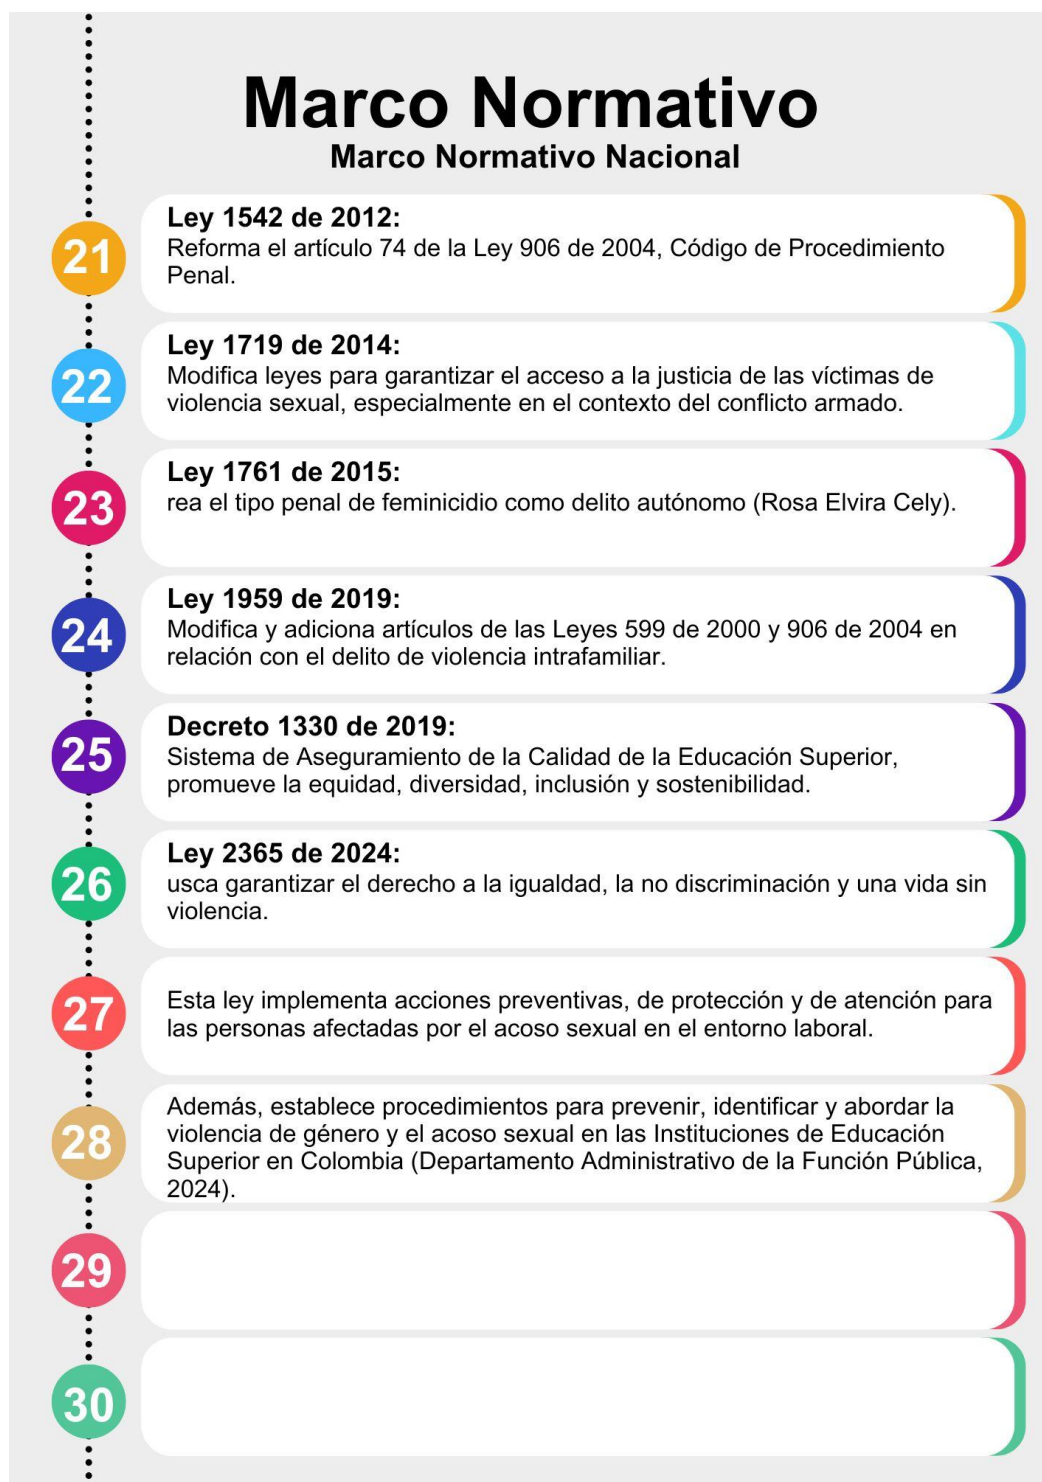 Marco Normativo
Marco Normativo Nacional
21
Ley 1542 de 2012:
Reforma el artículo 74 de la Ley 906 de 2004, Código de Procedimiento
Penal.
22
Ley 1719 de 2014:
Modifica leyes para garantizar el acceso a la justicia de las víctimas de
violencia sexual, especialmente en el contexto del conflicto armado.
23
Ley 1761 de 2015:
rea el tipo penal de feminicidio como delito autónomo (Rosa Elvira Cely).
24
Ley 1959 de 2019:
Modifica y adiciona artículos de las Leyes 599 de 2000 y 906 de 2004 en
relación con el delito de violencia intrafamiliar.
25
Decreto 1330 de 2019:
Sistema de Aseguramiento de la Calidad de la Educación Superior,
promueve la equidad, diversidad, inclusión y sostenibilidad.
26
Ley 2365 de 2024:
usca garantizar el derecho a la igualdad, la no discriminación y una vida sin
violencia.
27
Esta ley implementa acciones preventivas, de protección y de atención para
las personas afectadas por el acoso sexual en el entorno laboral.
28
Además, establece procedimientos para prevenir, identificar y abordar la
violencia de género y el acoso sexual en las Instituciones de Educación
Superior en Colombia (Departamento Administrativo de la Función Pública,
2024).
29
30